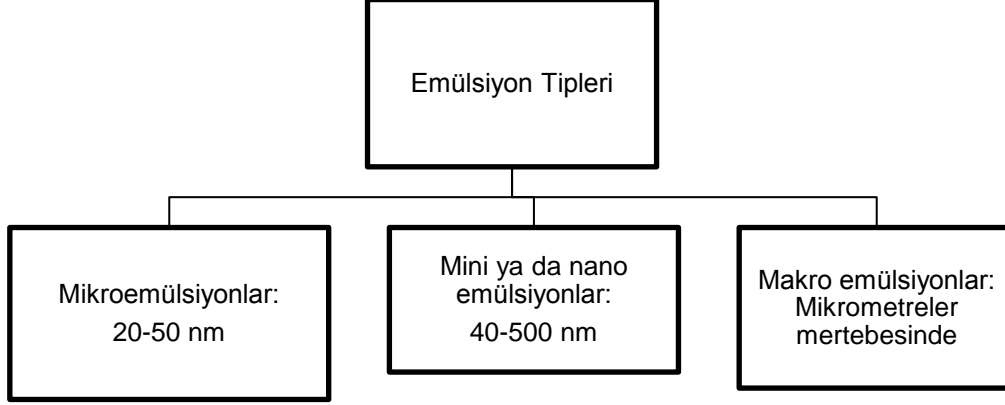 Emülsiyon Tipleri
Mikroemülsiyonlar:
20-50 nm
Mini ya da nano
emülsiyonlar:
40-500 nm
Makro emülsiyonlar:
Mikrometreler
mertebesinde